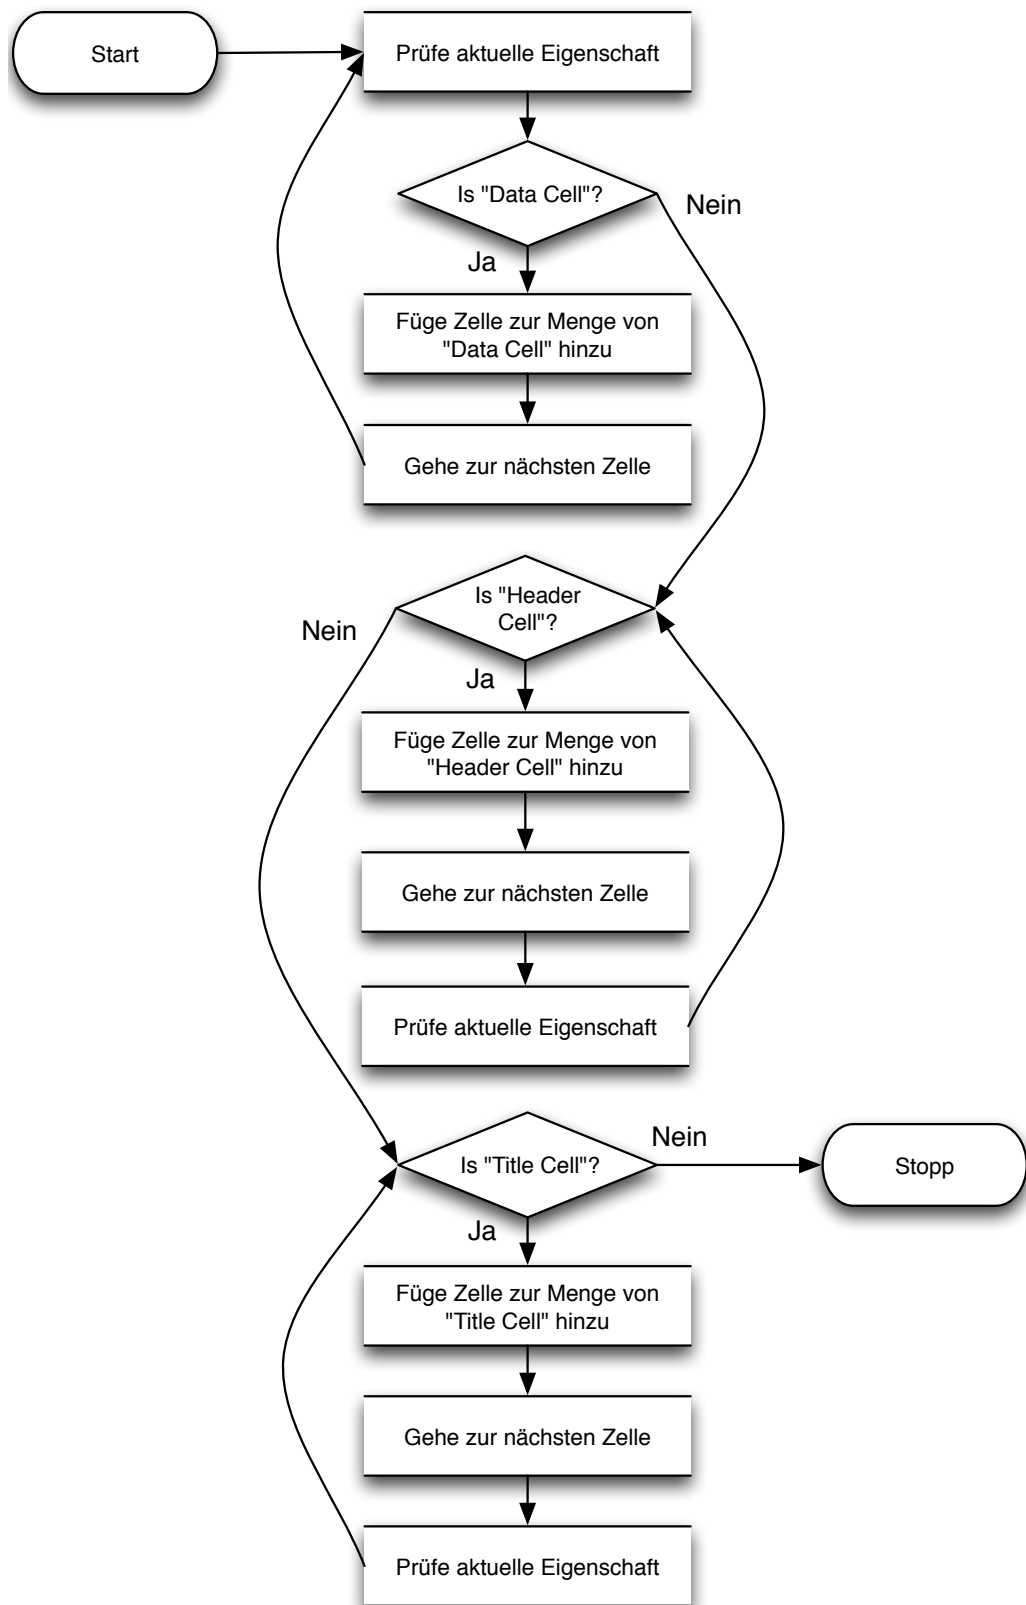 Start
Prüfe aktuelle Eigenschaft
Is "Data Cell"?
Nein
Ja
Füge Zelle zur Menge von
"Data Cell" hinzu
Gehe zur nächsten Zelle
Is "Header
Cell"?
Nein
Ja
Füge Zelle zur Menge von
"Header Cell" hinzu
Gehe zur nächsten Zelle
Prüfe aktuelle Eigenschaft
Is "Title Cell"?
Nein
Stopp
Ja
Füge Zelle zur Menge von
"Title Cell" hinzu
Gehe zur nächsten Zelle
Prüfe aktuelle Eigenschaft